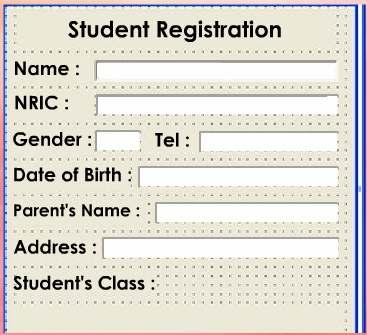 Student Registration
Name :
NRIC :
Gender : Tel :
Date of Birth :
Parent's Name :
Address :
Student's Class :